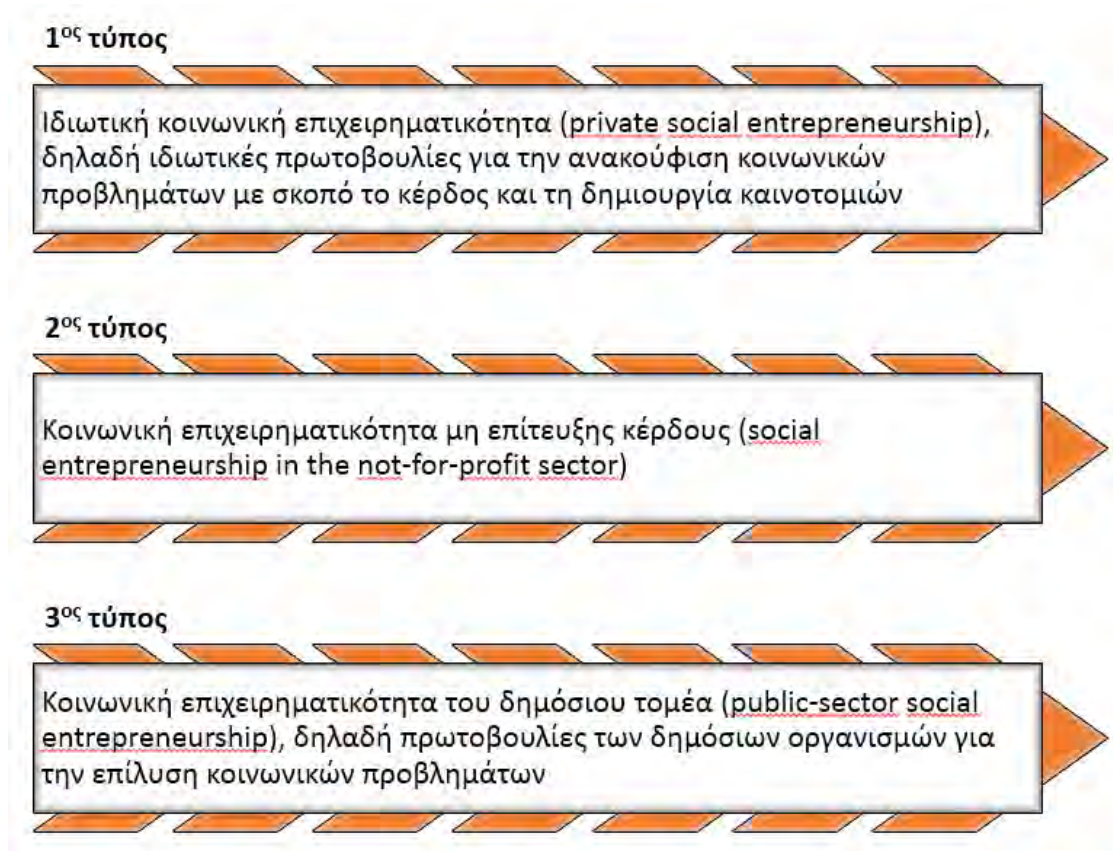 1ος τύπος
Ιδιωτική κοινωνική επιχειρηματικότητα (private social entrepreneurship),
δηλαδή ιδιωτικές πρωτοβουλίες για την ανακούφιση κοινωνικών
προβλημάτων με σκοπό το κέρδος και τη δημιουργία καινοτομιών
2ος τύπος
Κοινωνική επιχειρηματικότητα μη επίτευξης κέρδους (social
entrepreneurship in the not-for-profit sector)
3ος τύπος
Κοινωνική επιχειρηματικότητα του δημόσιου τομέα (public-sector social
entrepreneurship), δηλαδή πρωτοβουλίες των δημόσιων οργανισμών για
την επίλυση κοινωνικών προβλημάτων